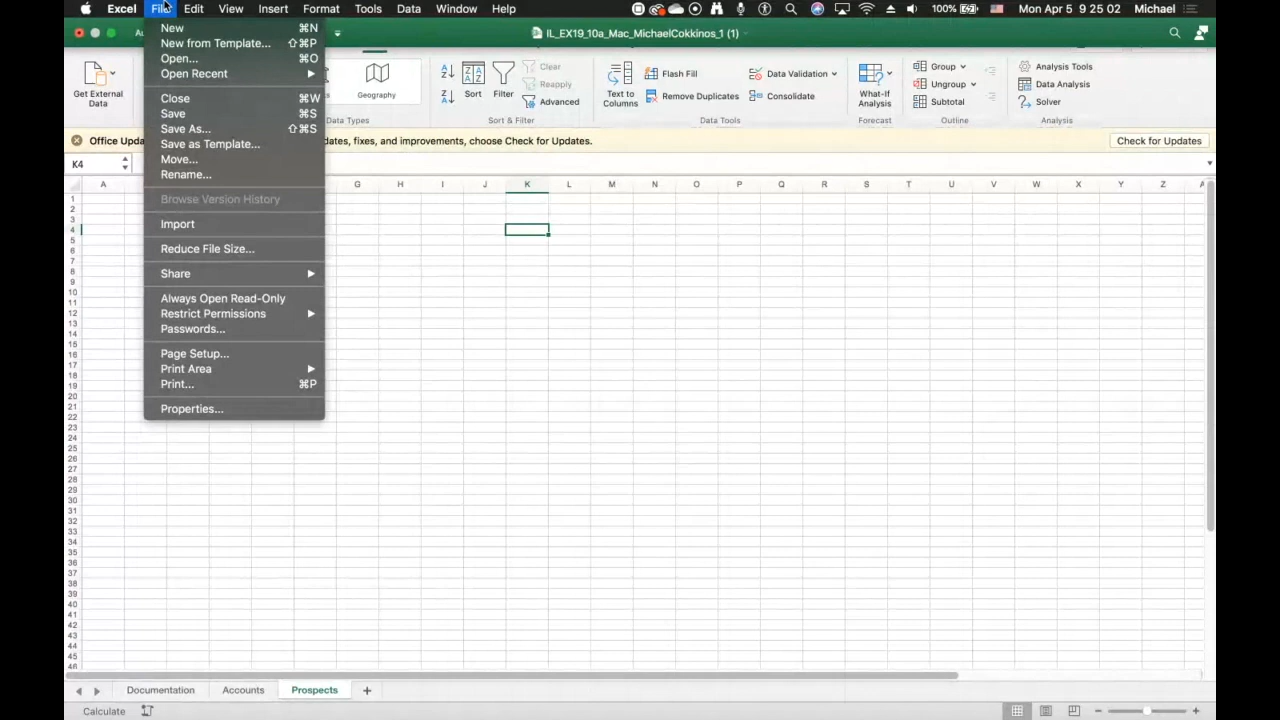 Excel File Edit View Insert Format Tools Data Window Help 100% Mon Apr 5 9 25 02 Michael
IL_EX19_10a_Mac_MichaelCokkinos_1 (1)
New ⌘N
New from Template... ⇧⌘P
Open... ⌘O
Open Recent
Close ⌘W
Save ⌘S
Save As... ⇧⌘S
Save as Template...
Move...
Rename...
Browse Version History
Import
Reduce File Size...
Share
Always Open Read-Only
Restrict Permissions
Passwords...
Page Setup...
Print Area
Print... ⌘P
Properties...
Get External
Data
Geography
Data Types
Sort
Filter
Clear
Reapply
Advanced
Sort & Filter
Text to
Columns
Flash Fill
Remove Duplicates
Data Validation
Consolidate
Data Tools
What-If
Analysis
Forecast
Group
Ungroup
Subtotal
Outline
Analysis Tools
Data Analysis
Solver
Analysis
Office Upda
dates, fixes, and improvements, choose Check for Updates.
Check for Updates
K4
A G H I J K L M N O P Q R S T U V W X Y Z
1
2
3
4
5
6
7
8
9
10
11
12
13
14
15
16
17
18
19
20
21
22
23
24
25
26
27
28
29
30
31
32
33
34
35
36
37
38
39
40
41
42
43
44
45
46
Documentation Accounts Prospects
Calculate